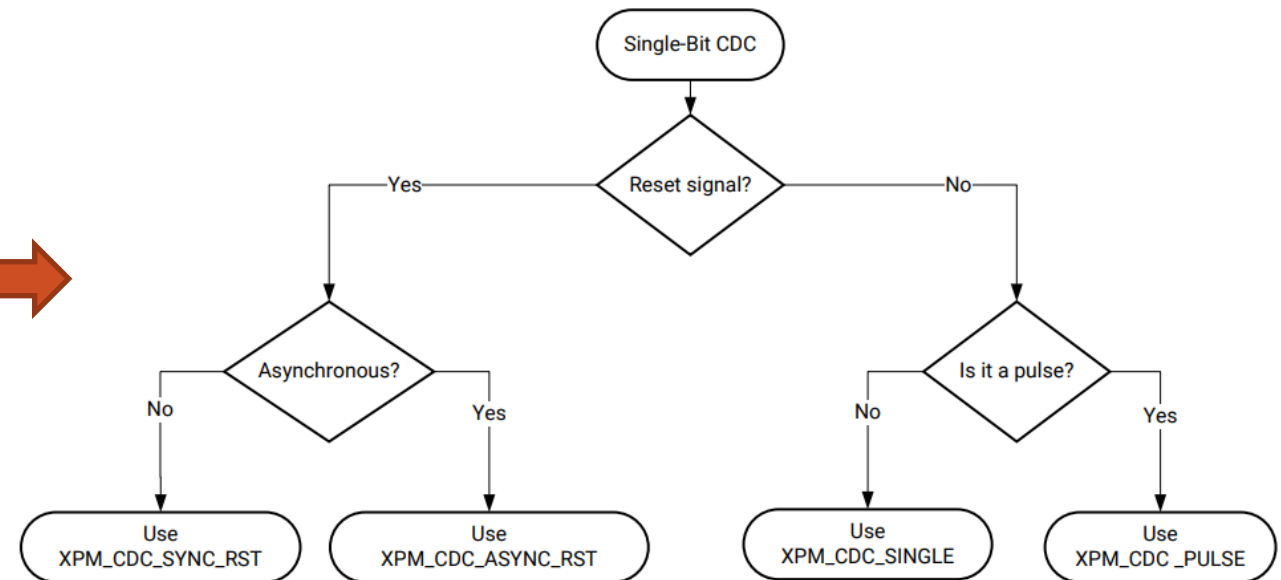 Single-Bit CDC
Reset signal?
Yes
No
Asynchronous?
Is it a pulse?
No
Yes
No
Yes
Use
XPM_CDC_SYNC_RST
Use
XPM_CDC_ASYNC_RST
Use
XPM_CDC_SINGLE
Use
XPM_CDC _PULSE